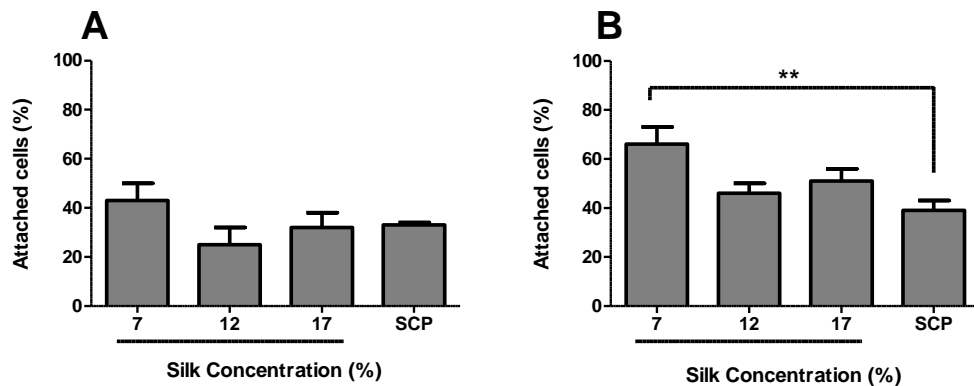 A
Attached cells (%)
100
80
60
40
20
0
7 12 17 SCP
Silk Concentration (%)
B
**
Attached cells (%)
100
80
60
40
20
0
7 12 17 SCP
Silk Concentration (%)